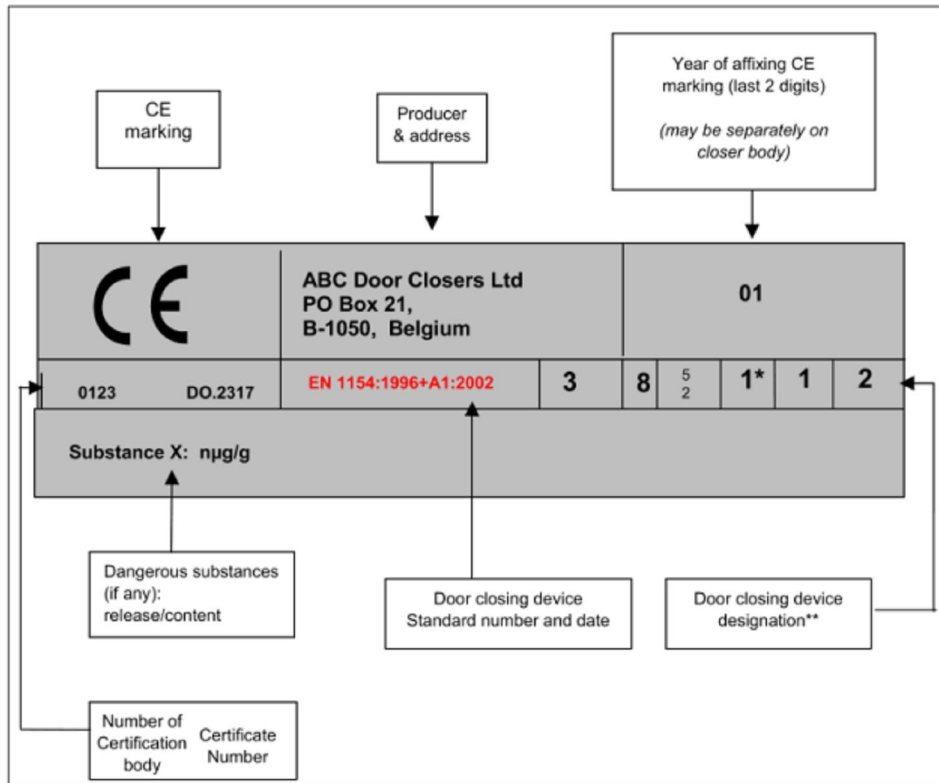 CE
marking
Producer
& address
Year of affixing CE
marking (last 2 digits)
(may be separately on
closer body)
CE
ABC Door Closers Ltd
PO Box 21,
B-1050, Belgium
01
0123 DO.2317 EN 1154:1996+A1:2002 3 8 5 2 1* 1 2
Substance X: nµg/g
Dangerous substances
(if any):
release/content
Door closing device
Standard number and date
Door closing device
designation**
Number of
Certification
body
Certificate
Number